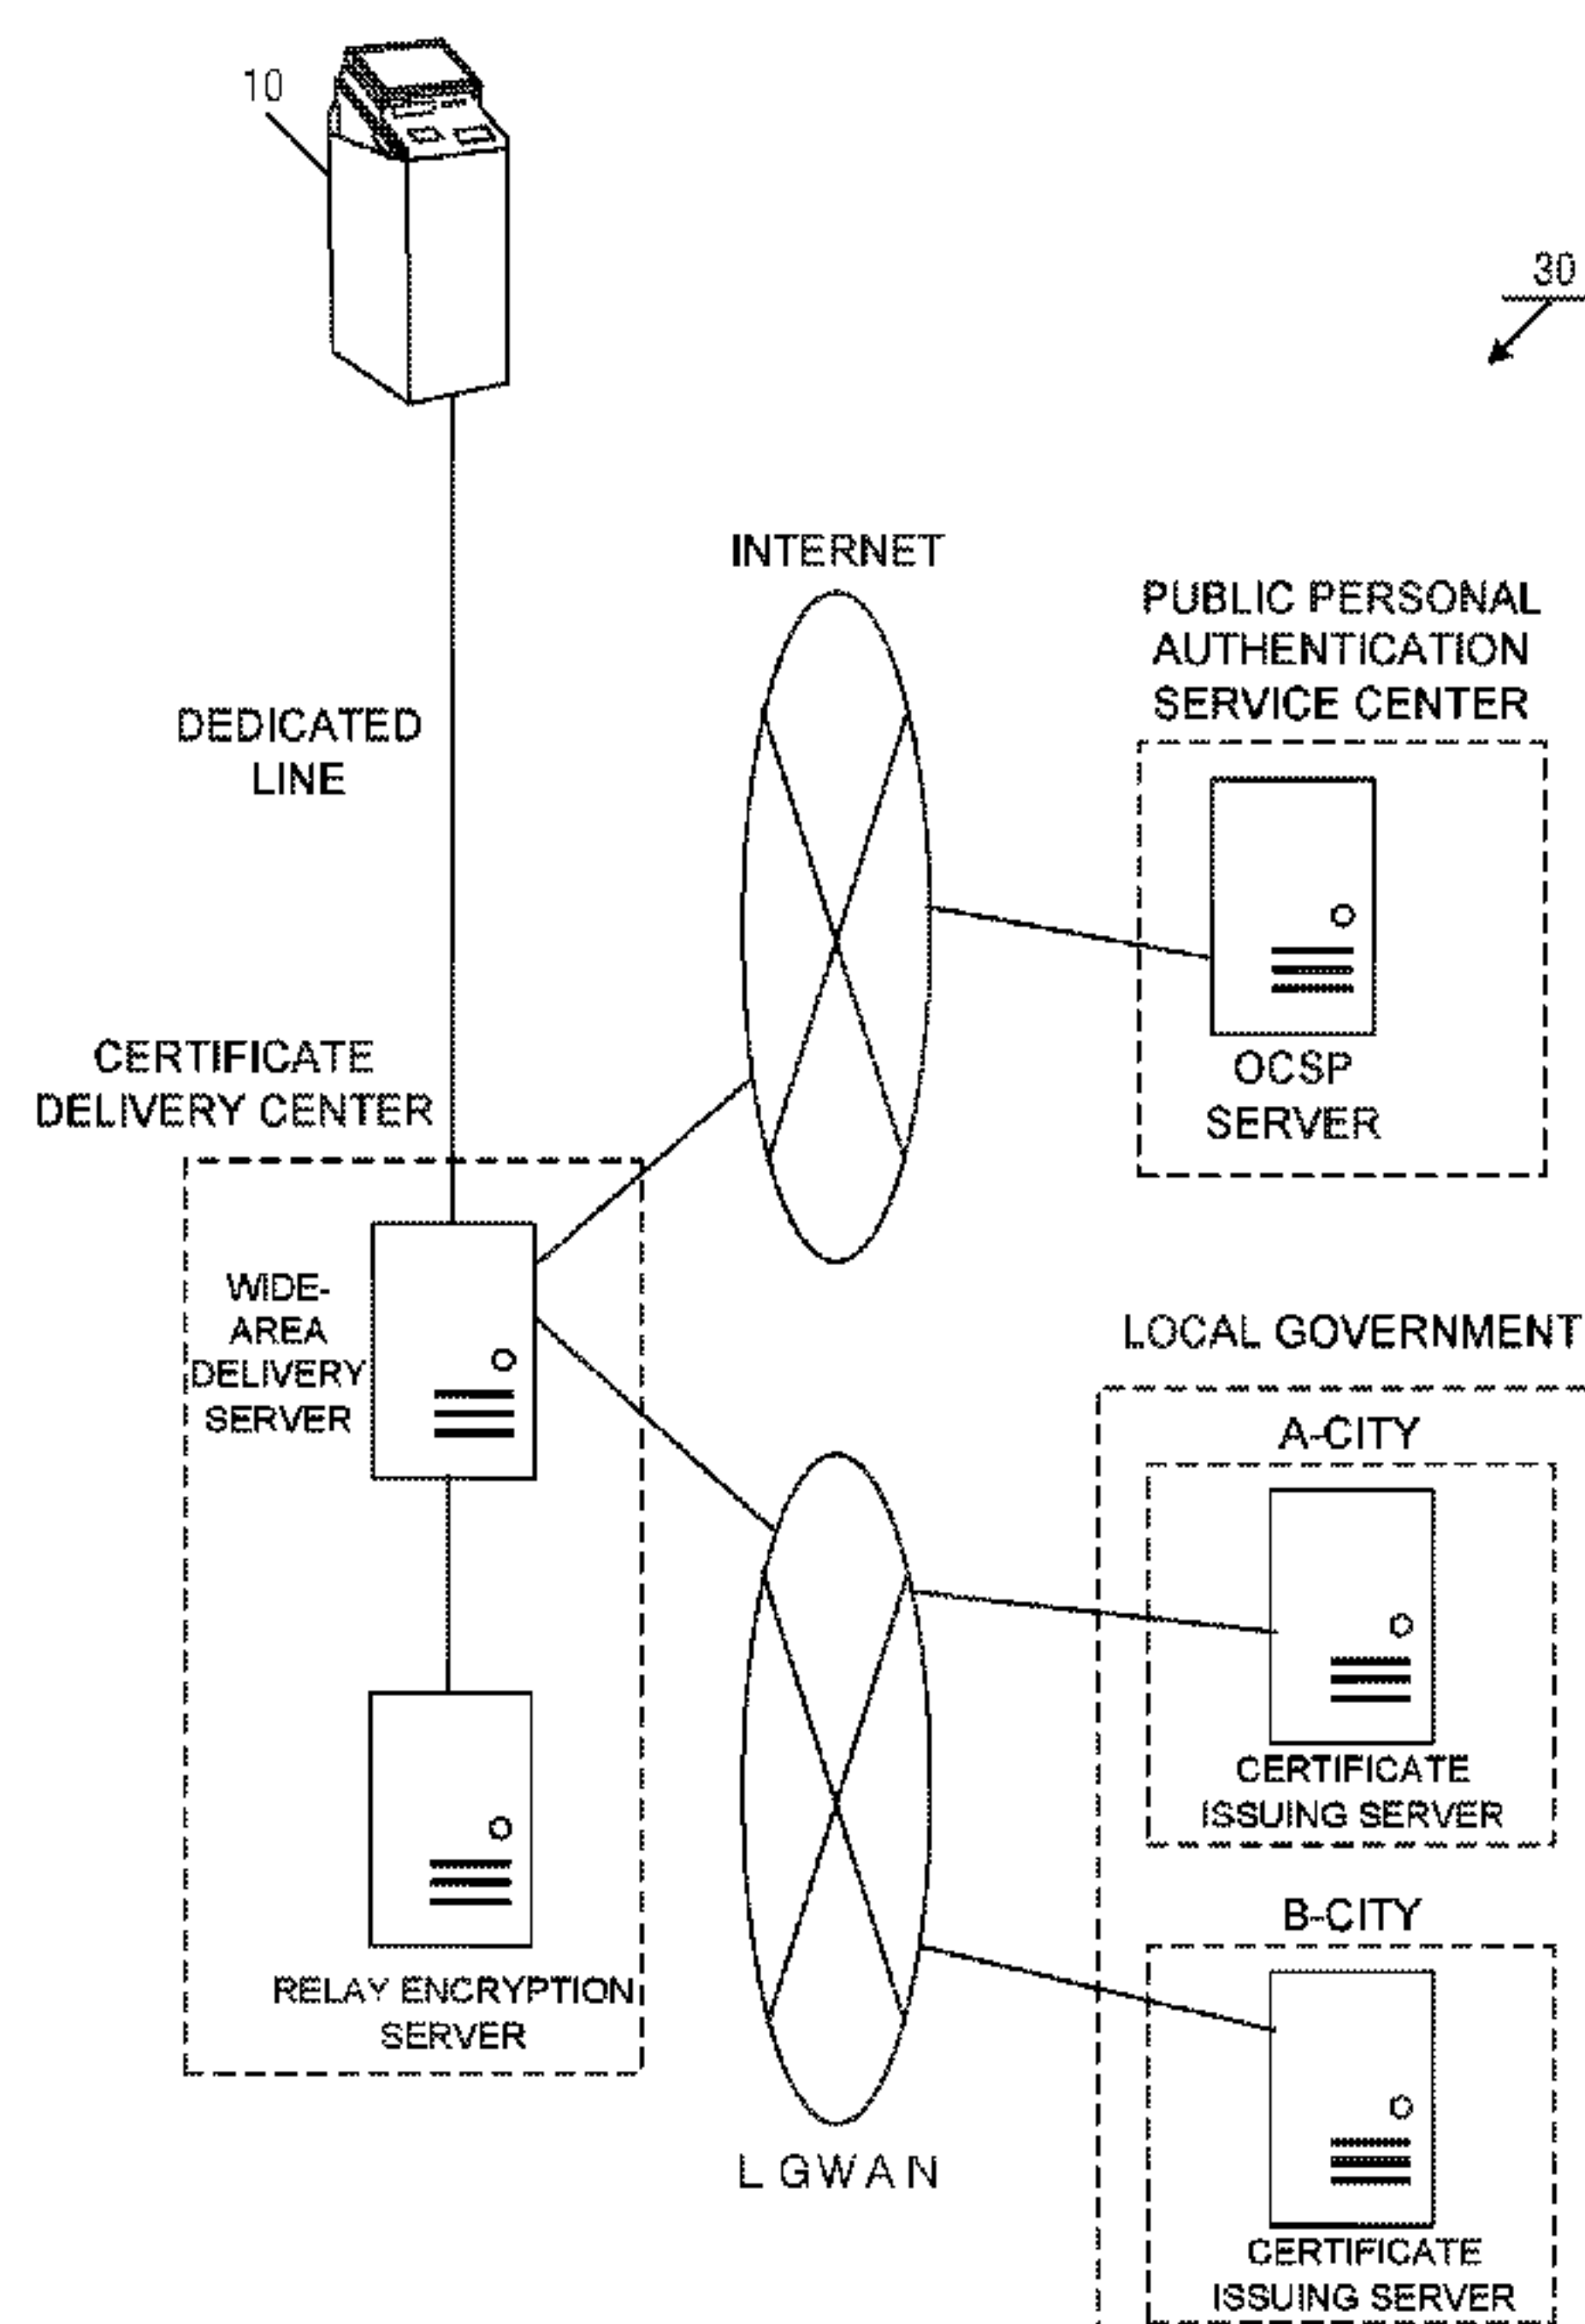 10
30
INTERNET
PUBLIC PERSONAL
AUTHENTICATION
SERVICE CENTER
DEDICATED
LINE
OCSP
SERVER
CERTIFICATE
DELIVERY CENTER
WIDE-
AREA
DELIVERY
SERVER
RELAY ENCRYPTION
SERVER
LOCAL GOVERNMENT
A-CITY
CERTIFICATE
ISSUING SERVER
B-CITY
CERTIFICATE
ISSUING SERVER
LGWAN